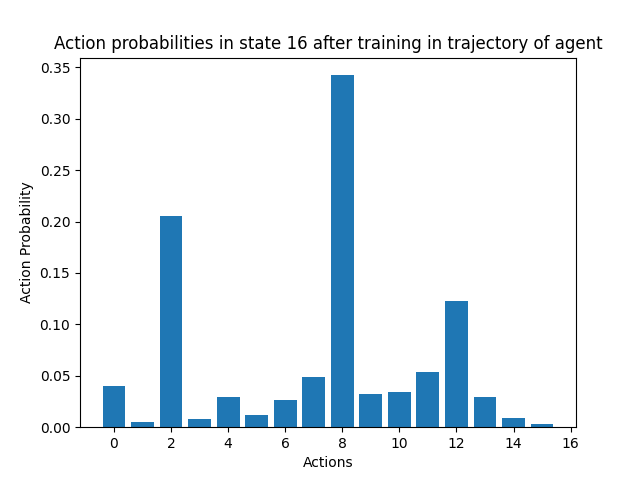 Action probabilities in state 16 after training in trajectory of agent
0.35
0.30
0.25
0.20
0.15
0.10
0.05
0.00
Action Probability
0 2 4 6 8 10 12 14 16
Actions